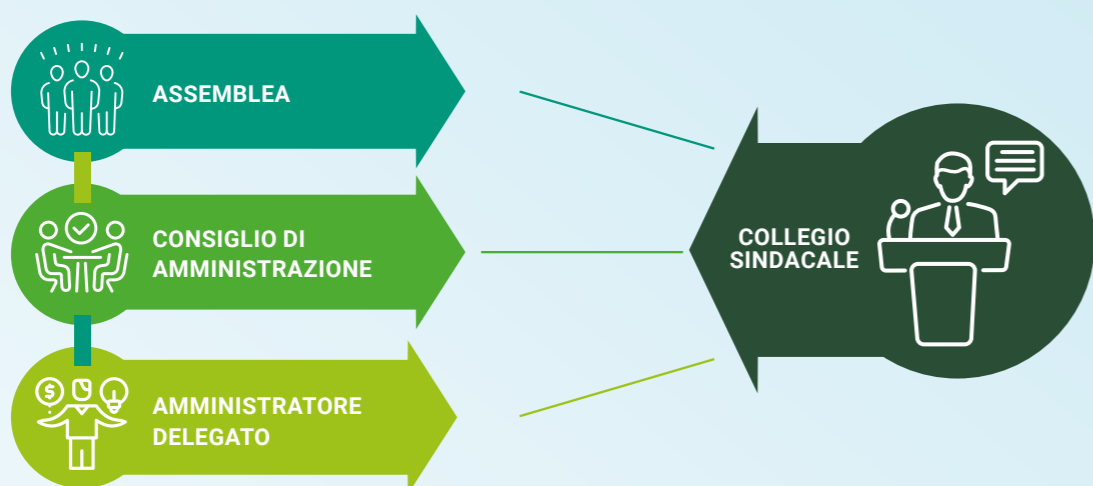 ASSEMBLEA
CONSIGLIO DI
AMMINISTRAZIONE
AMMINISTRATORE
DELEGATO
COLLEGIO
SINDACALE
$